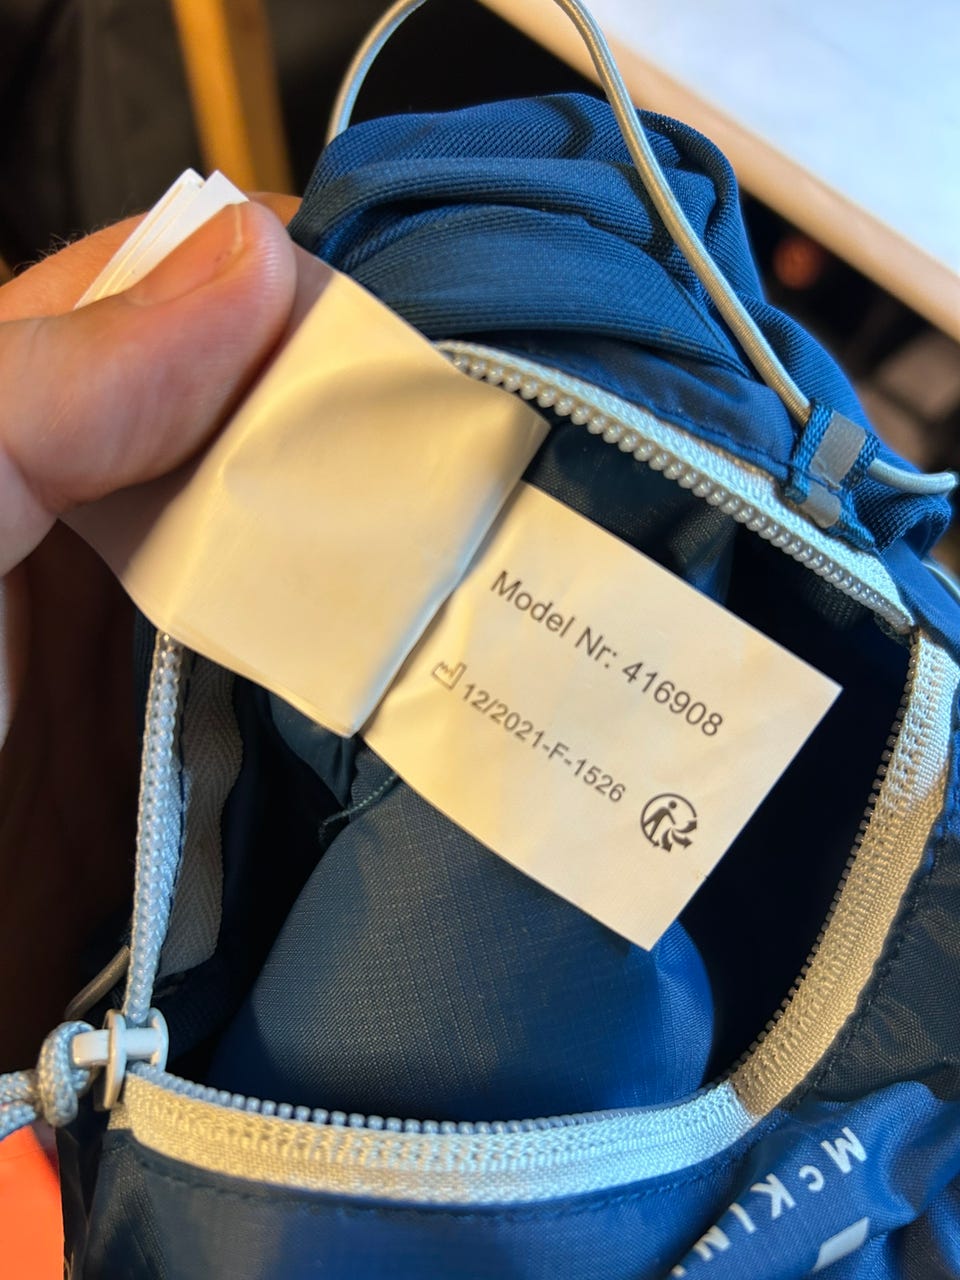 Model Nr: 416908
12/2021-F-1526
McKIN